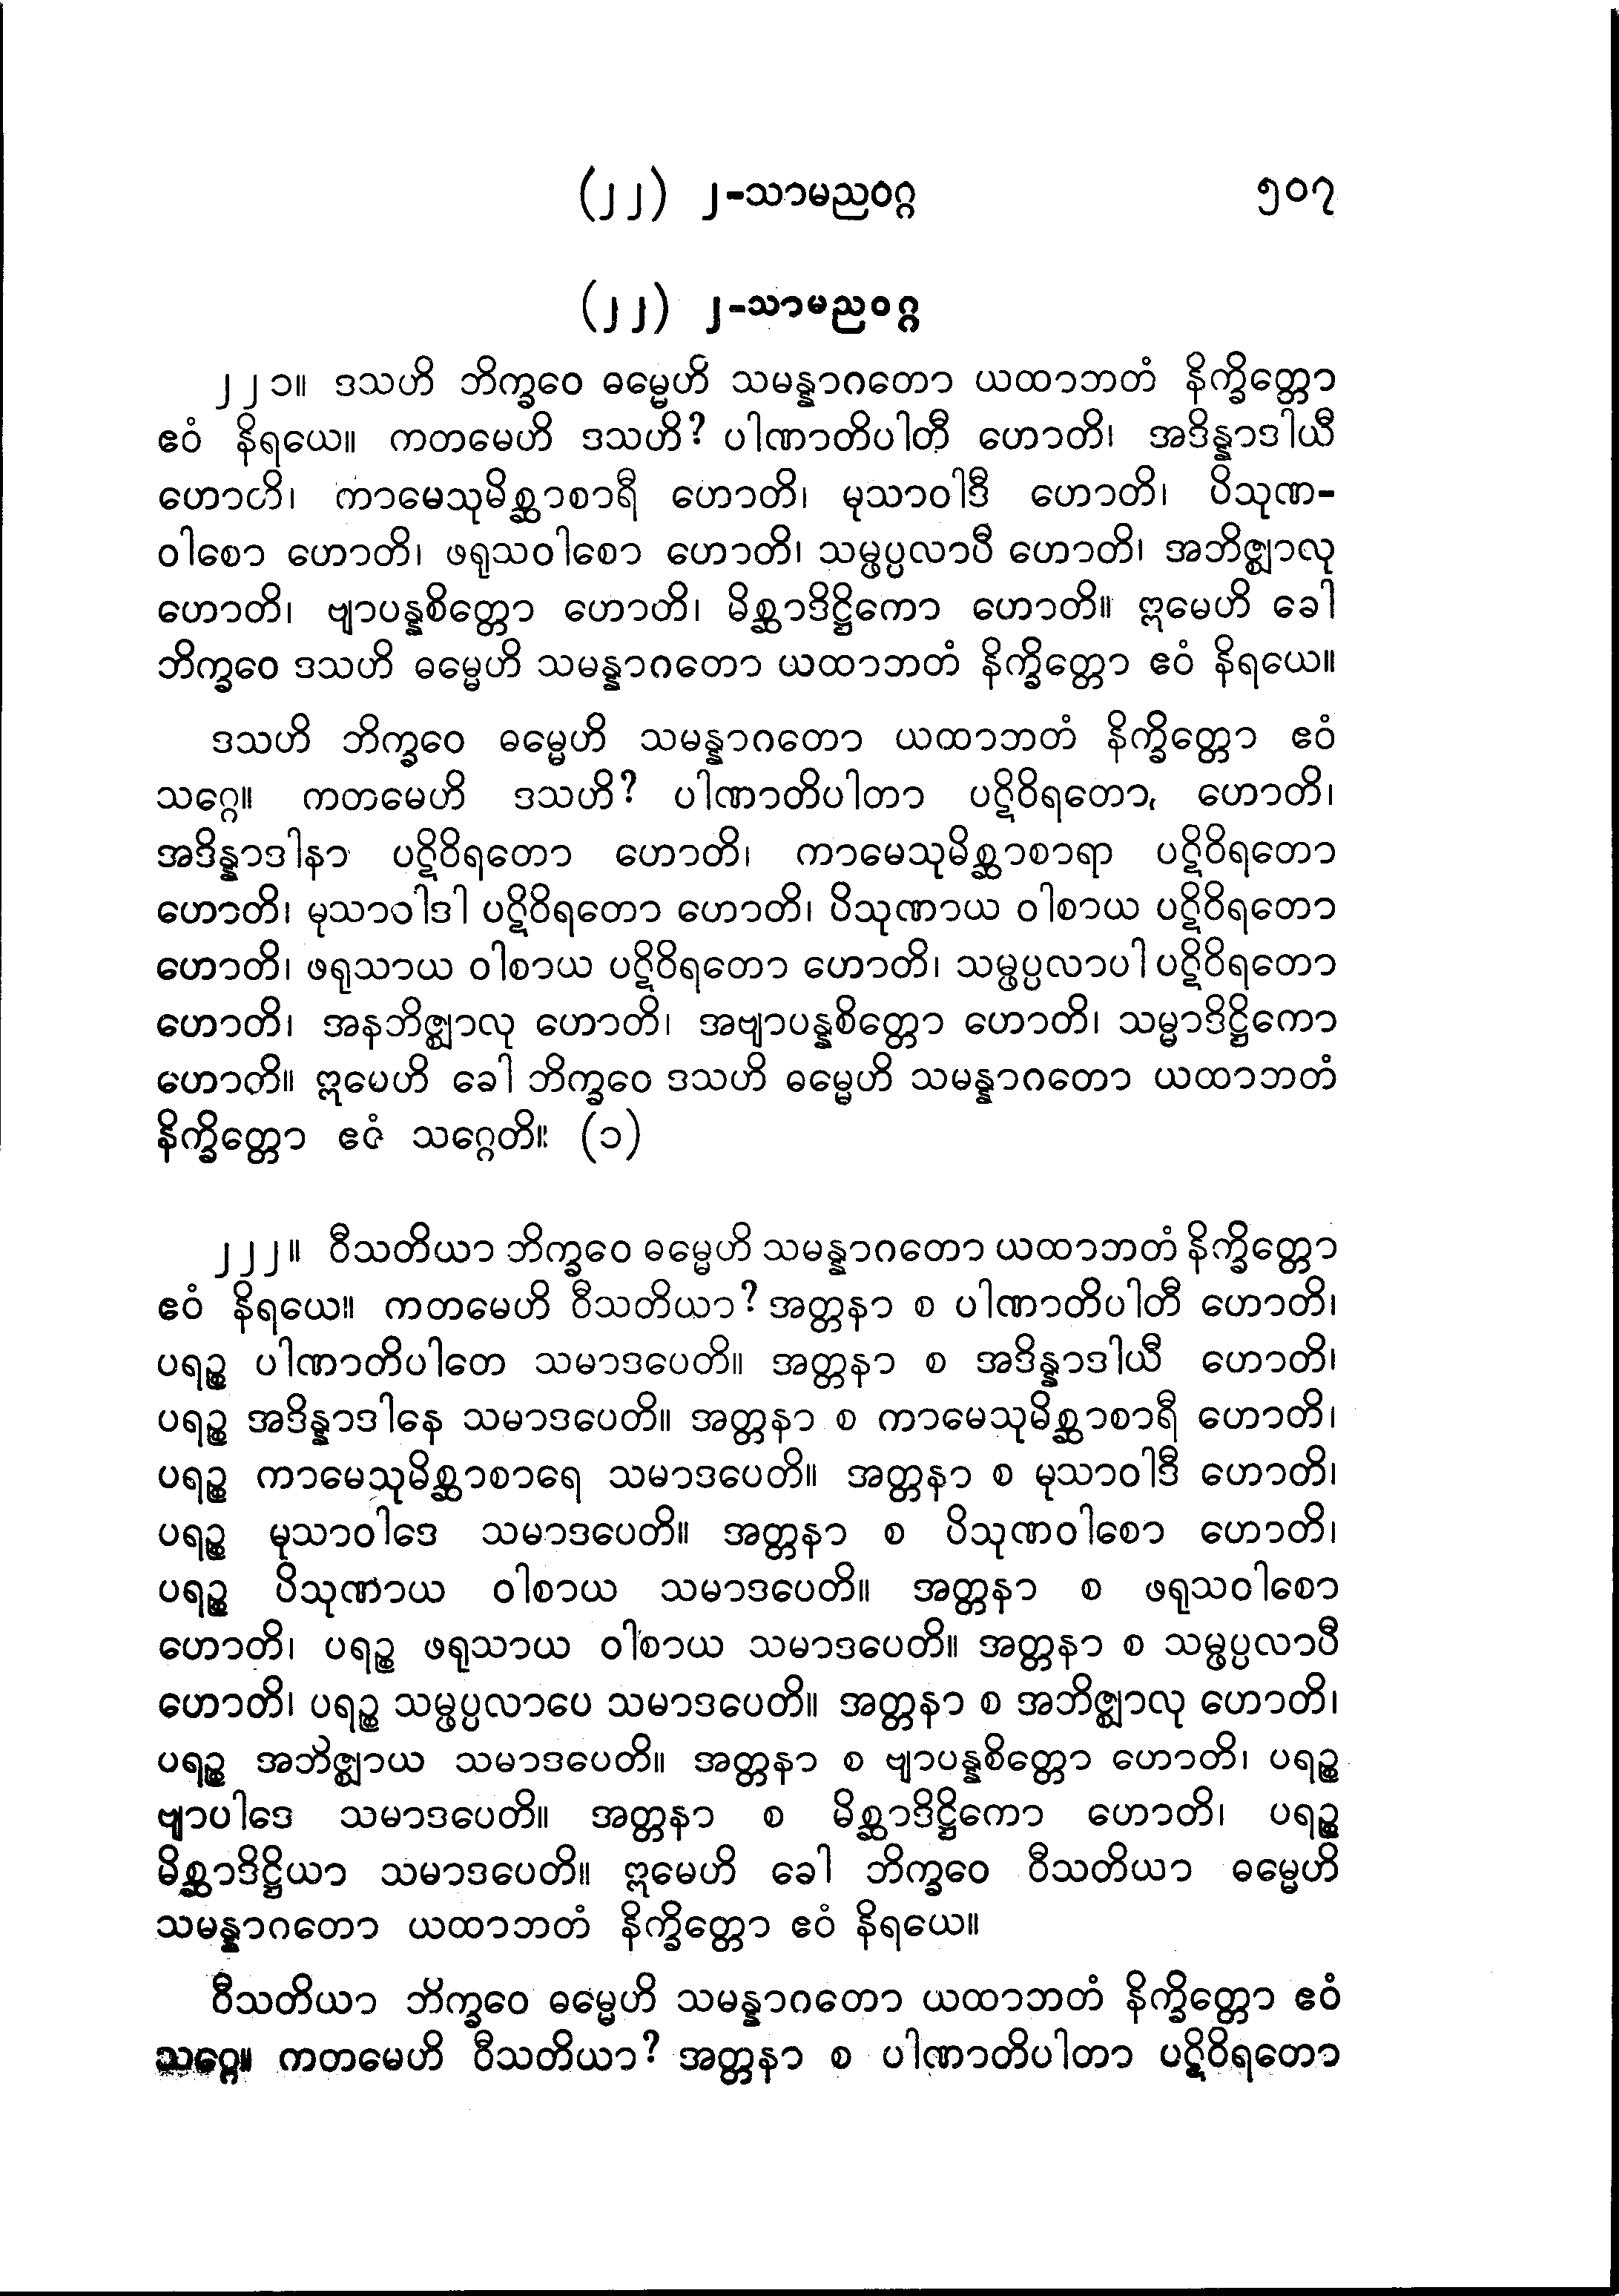 (၂၂) ၂-သာမညဝဂ္ဂ ၅၀၇
(၂၂) ၂-သာမညဝဂ္ဂ
၂၂၁။ ဒသဟိ ဘိက္ခဝေ ဓမ္မေဟိ သမန္နာဂတော ယထာဘတံ နိက္ခိတ္တော
ဧဝံ နိရယေ။ ကတမေဟိ ဒသဟိ? ပါဏာတိပါတီ ဟောတိ၊ အဒိန္နာဒါယီ
ဟောတိ၊ ကာမေသုမိစ္ဆာစာရီ ဟောတိ၊ မုသာဝါဒီ ဟောတိ၊ ပိသုဏ-
ဝါစော ဟောတိ၊ ဖရုသဝါစော ဟောတိ၊ သမ္ဖပ္ပလာပီ ဟောတိ၊ အဘိဇ္ဈာလု
ဟောတိ၊ ဗျာပန္နစိတ္တော ဟောတိ၊ မိစ္ဆာဒိဋ္ဌိကော ဟောတိ။ ဣမေဟိ ခေါ
ဘိက္ခဝေ ဒသဟိ ဓမ္မေဟိ သမန္နာဂတော ယထာဘတံ နိက္ခိတ္တော ဧဝံ နိရယေ။
ဒသဟိ ဘိက္ခဝေ ဓမ္မေဟိ သမန္နာဂတော ယထာဘတံ နိက္ခိတ္တော ဧဝံ
သဂ္ဂေ။ ကတမေဟိ ဒသဟိ? ပါဏာတိပါတာ ပဋိဝိရတော ဟောတိ၊
အဒိန္နာဒါနာ ပဋိဝိရတော ဟောတိ၊ ကာမေသုမိစ္ဆာစာရာ ပဋိဝိရတော
ဟောတိ၊ မုသာဝါဒါ ပဋိဝိရတော ဟောတိ၊ ပိသုဏာယ ဝါစာယ ပဋိဝိရတော
ဟောတိ၊ ဖရုသာယ ဝါစာယ ပဋိဝိရတော ဟောတိ၊ သမ္ဖပ္ပလာပါ ပဋိဝိရတော
ဟောတိ၊ အနဘိဇ္ဈာလု ဟောတိ၊ အဗျာပန္နစိတ္တော ဟောတိ၊ သမ္မာဒိဋ္ဌိကော
ဟောတိ။ ဣမေဟိ ခေါ ဘိက္ခဝေ ဒသဟိ ဓမ္မေဟိ သမန္နာဂတော ယထာဘတံ
နိက္ခိတ္တော ဧဝံ သဂ္ဂေတိ။ (၁)
၂၂၂။ ဝီသတိယာ ဘိက္ခဝေ ဓမ္မေဟိ သမန္နာဂတော ယထာဘတံ နိက္ခိတ္တော
ဧဝံ နိရယေ။ ကတမေဟိ ဝီသတိယာ? အတ္တနာ စ ပါဏာတိပါတီ ဟောတိ၊
ပရဉ္စ ပါဏာတိပါတေ သမာဒပေတိ။ အတ္တနာ စ အဒိန္နာဒါယီ ဟောတိ၊
ပရဉ္စ အဒိန္နာဒါနေ သမာဒပေတိ။ အတ္တနာ စ ကာမေသုမိစ္ဆာစာရီ ဟောတိ၊
ပရဉ္စ ကာမေသုမိစ္ဆာစာရေ သမာဒပေတိ။ အတ္တနာ စ မုသာဝါဒီ ဟောတိ၊
ပရဉ္စ မုသာဝါဒေ သမာဒပေတိ။ အတ္တနာ စ ပိသုဏဝါစော ဟောတိ၊
ပရဉ္စ ပိသုဏာယ ဝါစာယ သမာဒပေတိ။ အတ္တနာ စ ဖရုသဝါစော
ဟောတိ၊ ပရဉ္စ ဖရုသာယ ဝါစာယ သမာဒပေတိ။ အတ္တနာ စ သမ္ဖပ္ပလာပီ
ဟောတိ၊ ပရဉ္စ သမ္ဖပ္ပလာပေ သမာဒပေတိ။ အတ္တနာ စ အဘိဇ္ဈာလု ဟောတိ၊
ပရဉ္စ အဘိဇ္ဈာယ သမာဒပေတိ။ အတ္တနာ စ ဗျာပန္နစိတ္တော ဟောတိ၊ ပရဉ္စ
ဗျာပါဒေ သမာဒပေတိ။ အတ္တနာ စ မိစ္ဆာဒိဋ္ဌိကော ဟောတိ၊ ပရဉ္စ
မိစ္ဆာဒိဋ္ဌိယာ သမာဒပေတိ။ ဣမေဟိ ခေါ ဘိက္ခဝေ ဝီသတိယာ ဓမ္မေဟိ
သမန္နာဂတော ယထာဘတံ နိက္ခိတ္တော ဧဝံ နိရယေ။
ဝီသတိယာ ဘိက္ခဝေ ဓမ္မေဟိ သမန္နာဂတော ယထာဘတံ နိက္ခိတ္တော ဧဝံ
သဂ္ဂေ။ ကတမေဟိ ဝီသတိယာ? အတ္တနာ စ ပါဏာတိပါတာ ပဋိဝိရတော